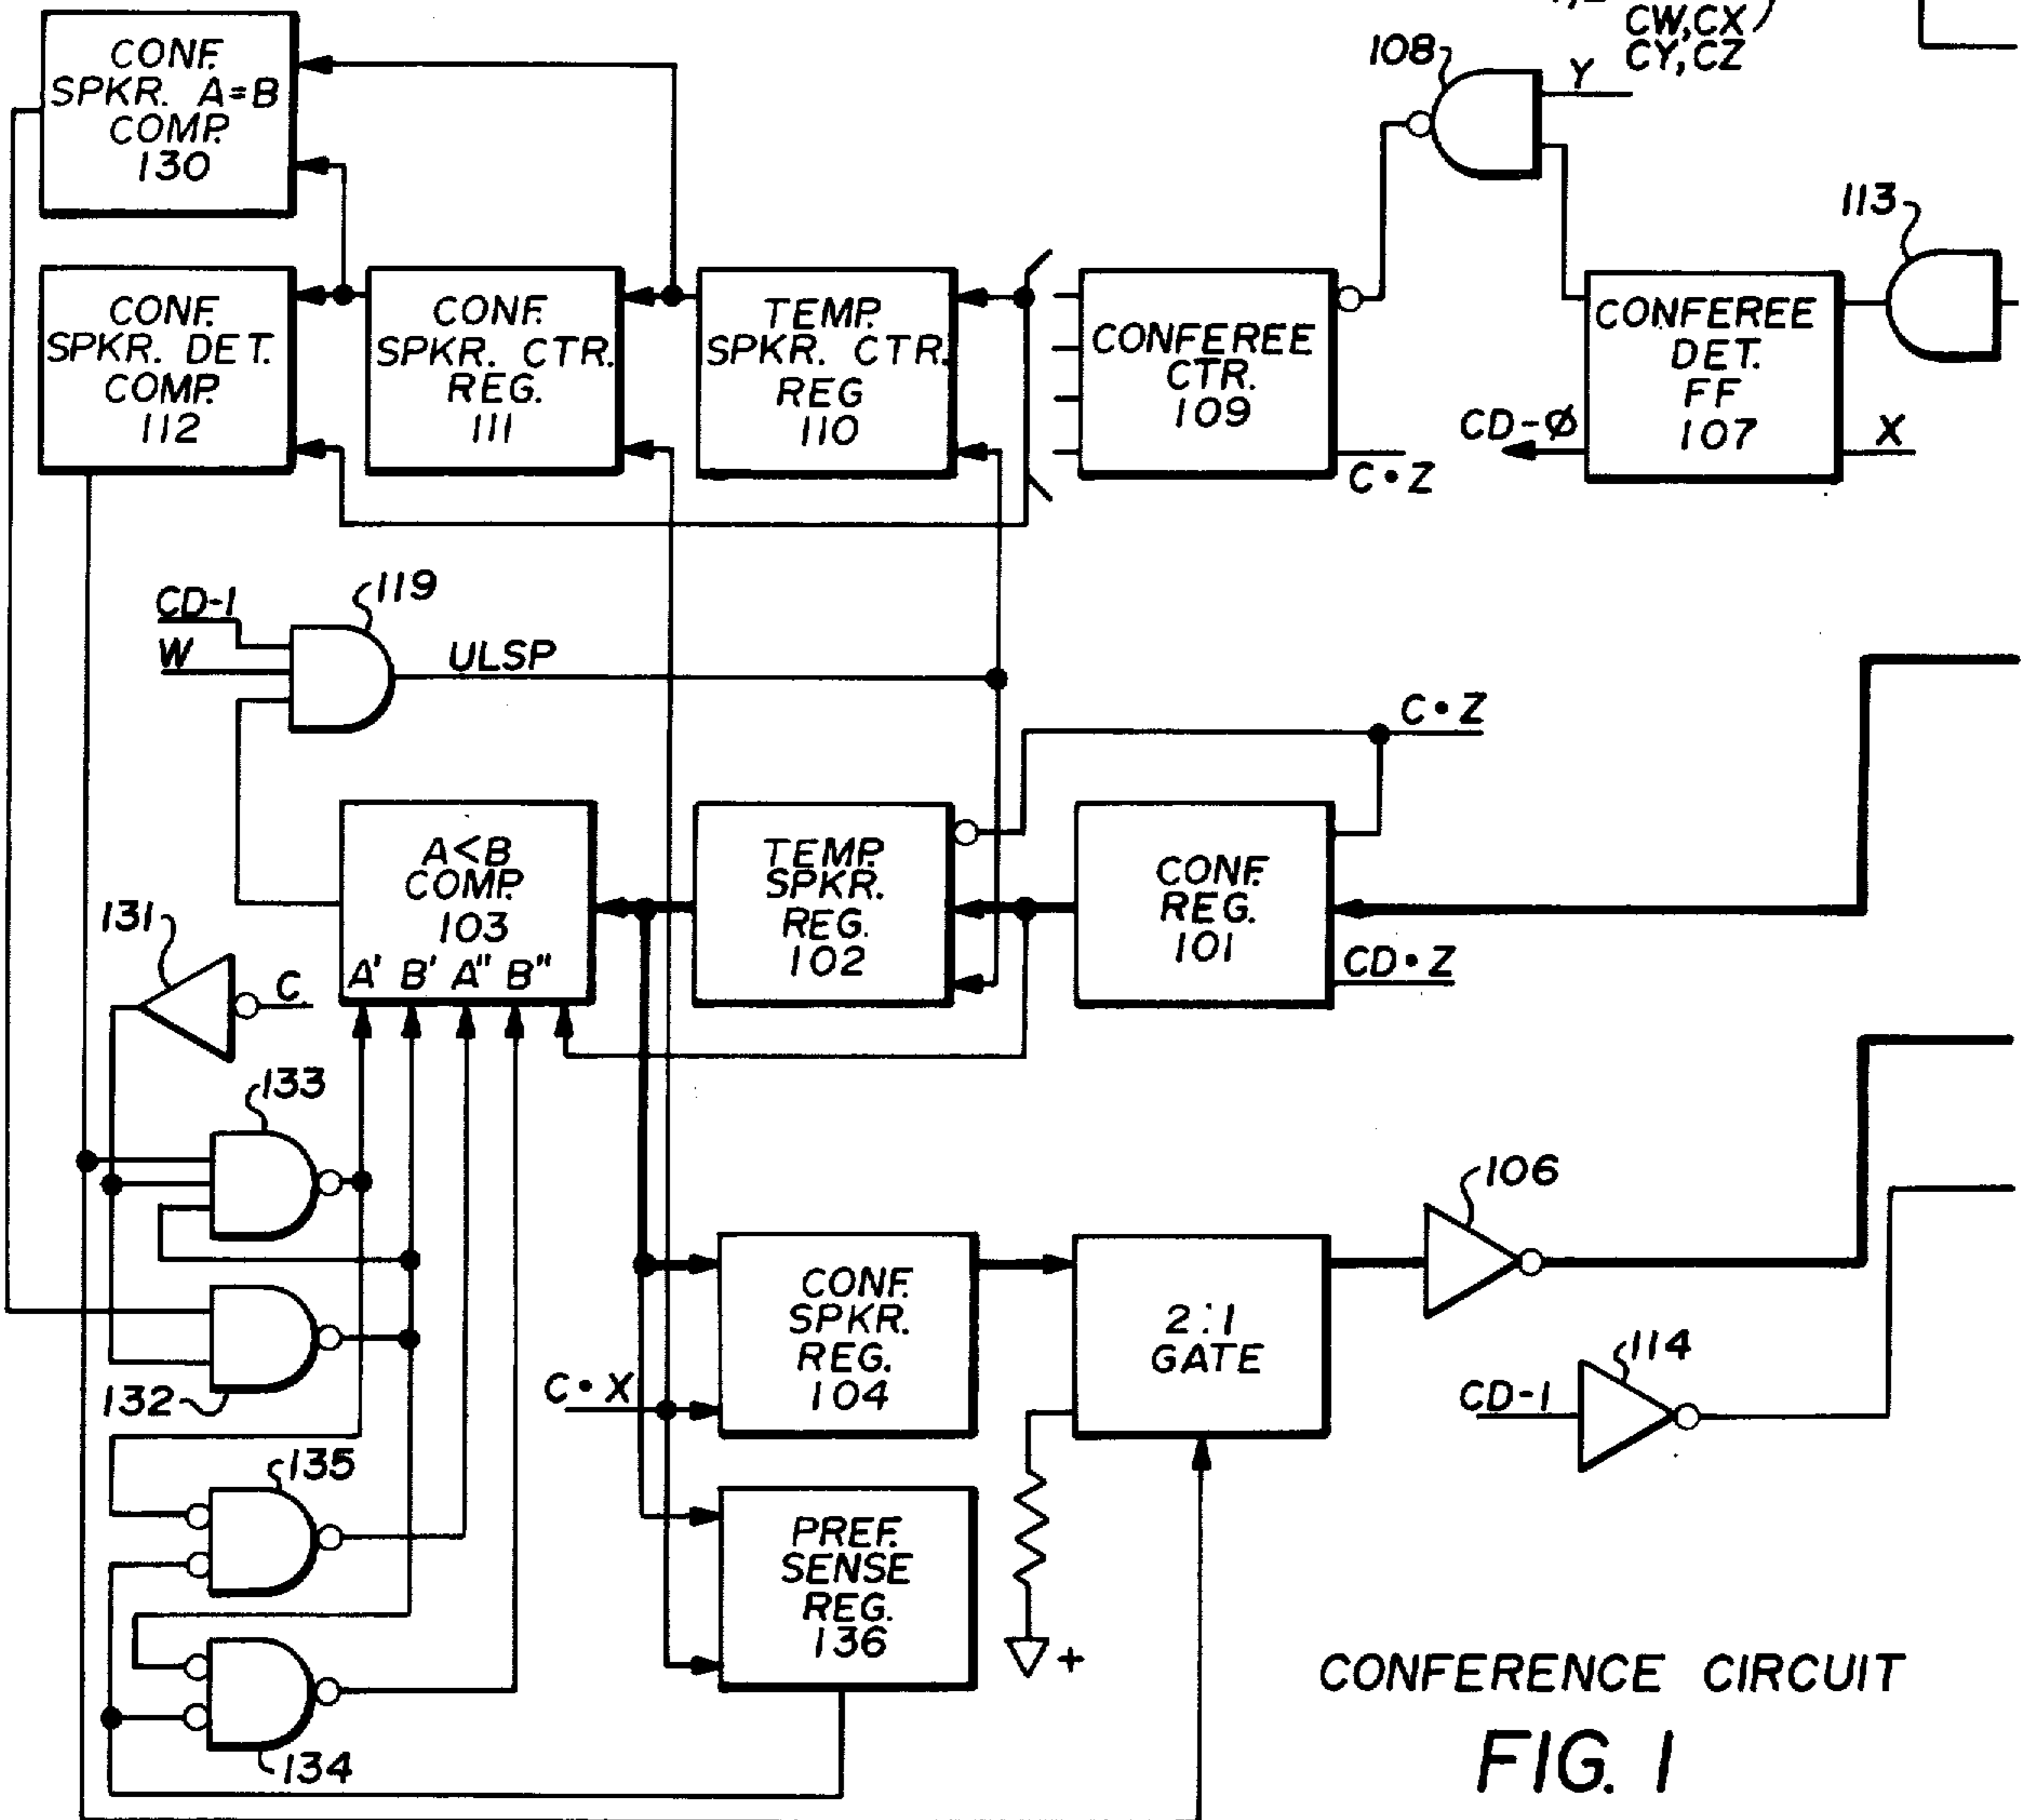 CW,CX
CY,CZ
108
Y
CONF.
SPKR. A=B
COMP.
130
113
CONF.
SPKR. DET.
COMP.
112
CONF.
SPKR. CTR.
REG.
111
TEMP.
SPKR. CTR.
REG
110
CONFEREE
CTR.
109
C•Z
CONFEREE
DET.
FF
107
CD-Ø
X
CD-1
W
119
ULSP
C•Z
A<B
COMP.
103
A' B' A" B"
TEMP.
SPKR.
REG.
102
CONF.
REG.
101
CD•Z
131
C
133
132
135
134
CONF.
SPKR.
REG.
104
C•X
2:1
GATE
106
CD-1
114
PREF.
SENSE
REG.
136
+
CONFERENCE CIRCUIT
FIG. 1